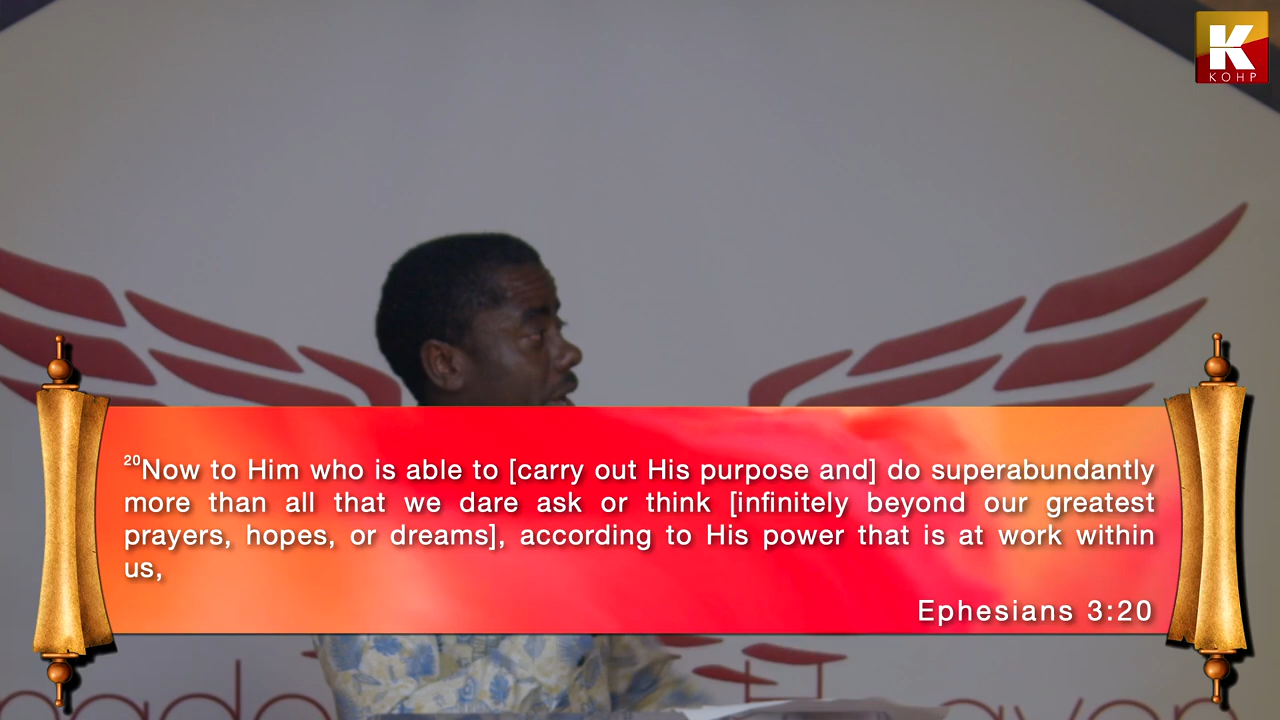 K
KOHP
²⁰Now to Him who is able to [carry out His purpose and] do superabundantly
more than all that we dare ask or think [infinitely beyond our greatest
prayers, hopes, or dreams], according to His power that is at work within
us,
Ephesians 3:20